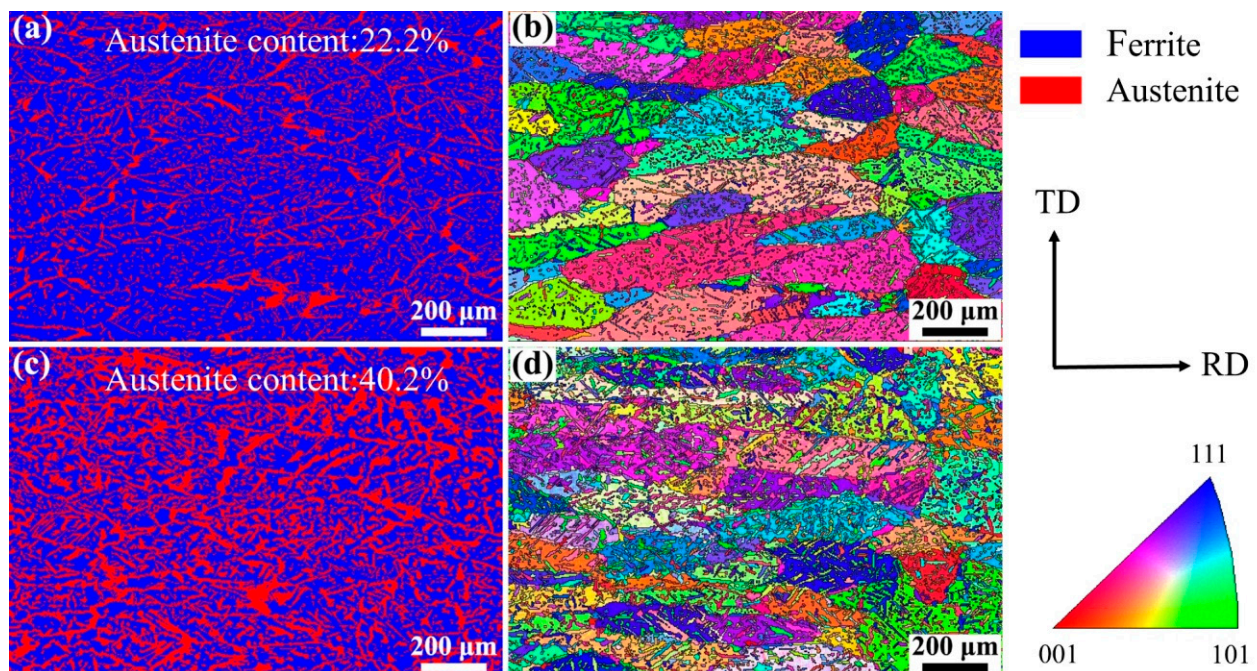 (a)
Austenite content:22.2%
200 μm
(b)
200 μm
Ferrite
Austenite
TD
RD
(c)
Austenite content:40.2%
200 μm
(d)
200 μm
111
001
101